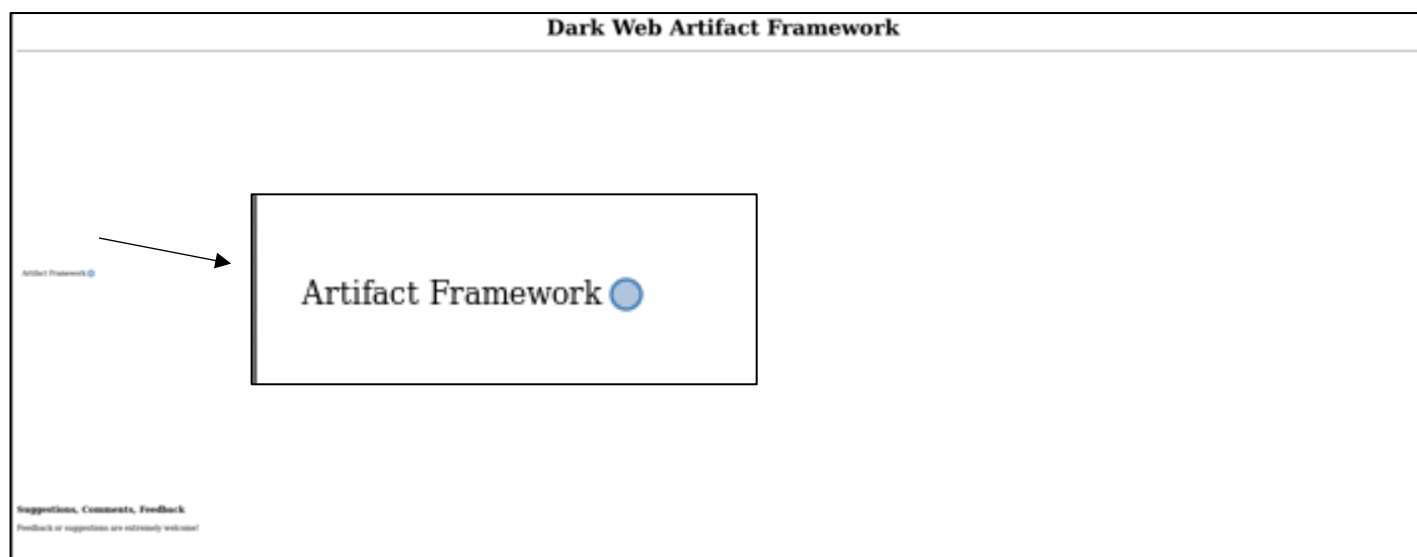 Dark Web Artifact Framework
Artifact Framework
Artifact Framework
Suggestions, Comments, Feedback
Feedback or suggestions are extremely welcome!